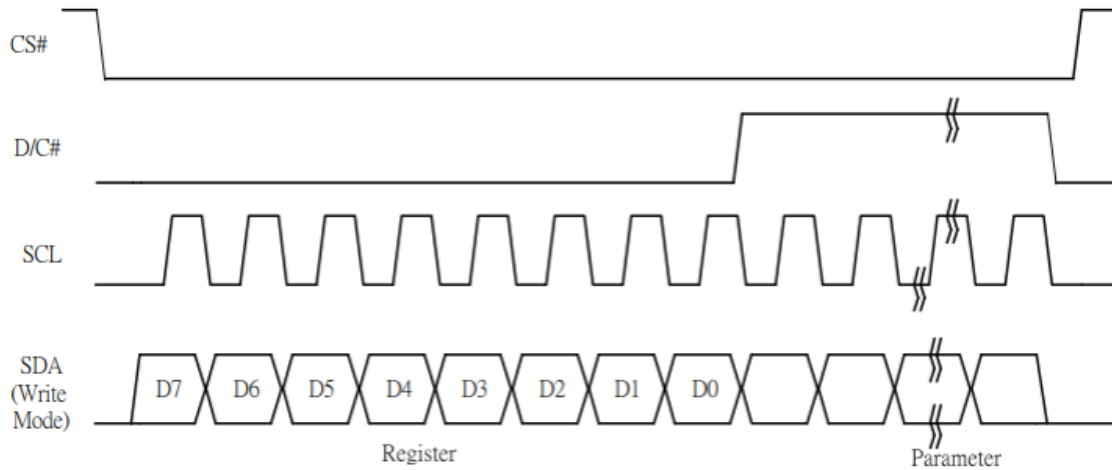 CS#
D/C#
SCL
SDA
(Write
Mode)
D7 D6 D5 D4 D3 D2 D1 D0
Register
Parameter